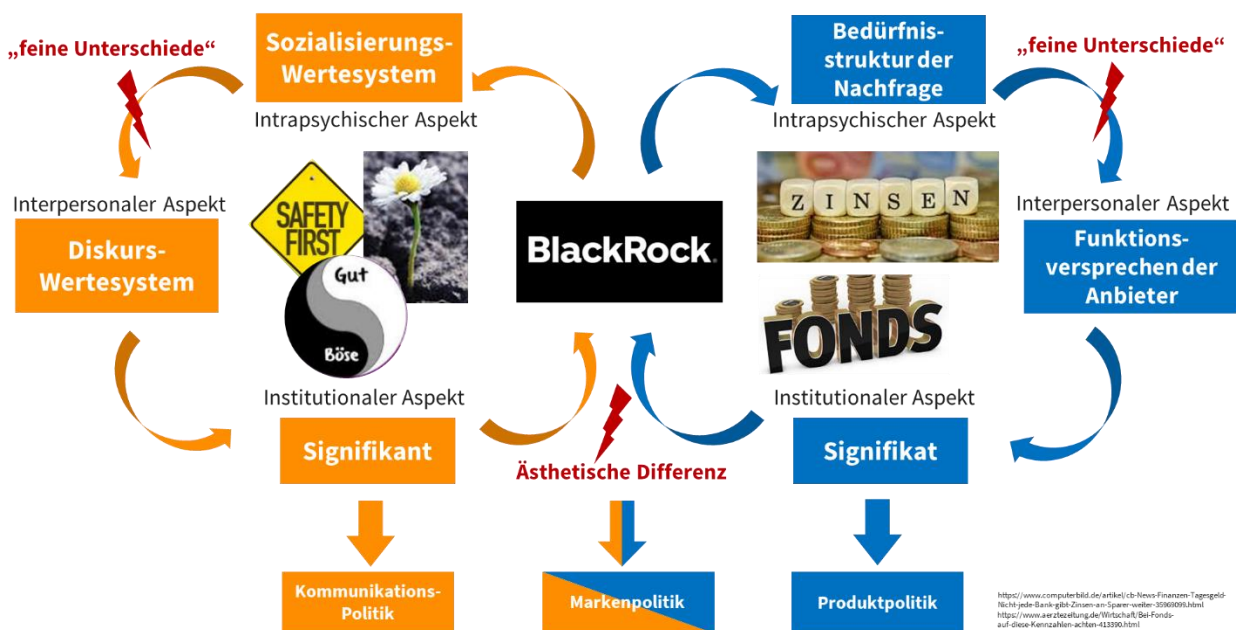 „feine Unterschiede“
Sozialisierungs-
Wertesystem
Intrapsychischer Aspekt
Bedürfnis-
struktur der
Nachfrage
Intrapsychischer Aspekt
„feine Unterschiede“
Interpersonaler Aspekt
Diskurs-
Wertesystem
SAFETY
FIRST
Gut
Böse
BlackRock.
ZINSEN
FONDS
Interpersonaler Aspekt
Funktions-
versprechen der
Anbieter
Institutionaler Aspekt
Signifikant
Ästhetische Differenz
Institutionaler Aspekt
Signifikat
Kommunikations-
Politik
Markenpolitik
Produktpolitik
https://www.computerbild.de/artikel/cb-News-Finanzen-Tagesgeld-
Nicht-jede-Bank-gibt-Zinsen-an-Sparer-weiter-35969099.html
https://www.aerztezeitung.de/Wirtschaft/Bei-Fonds-
auf-diese-Kennzahlen-achten-413390.html